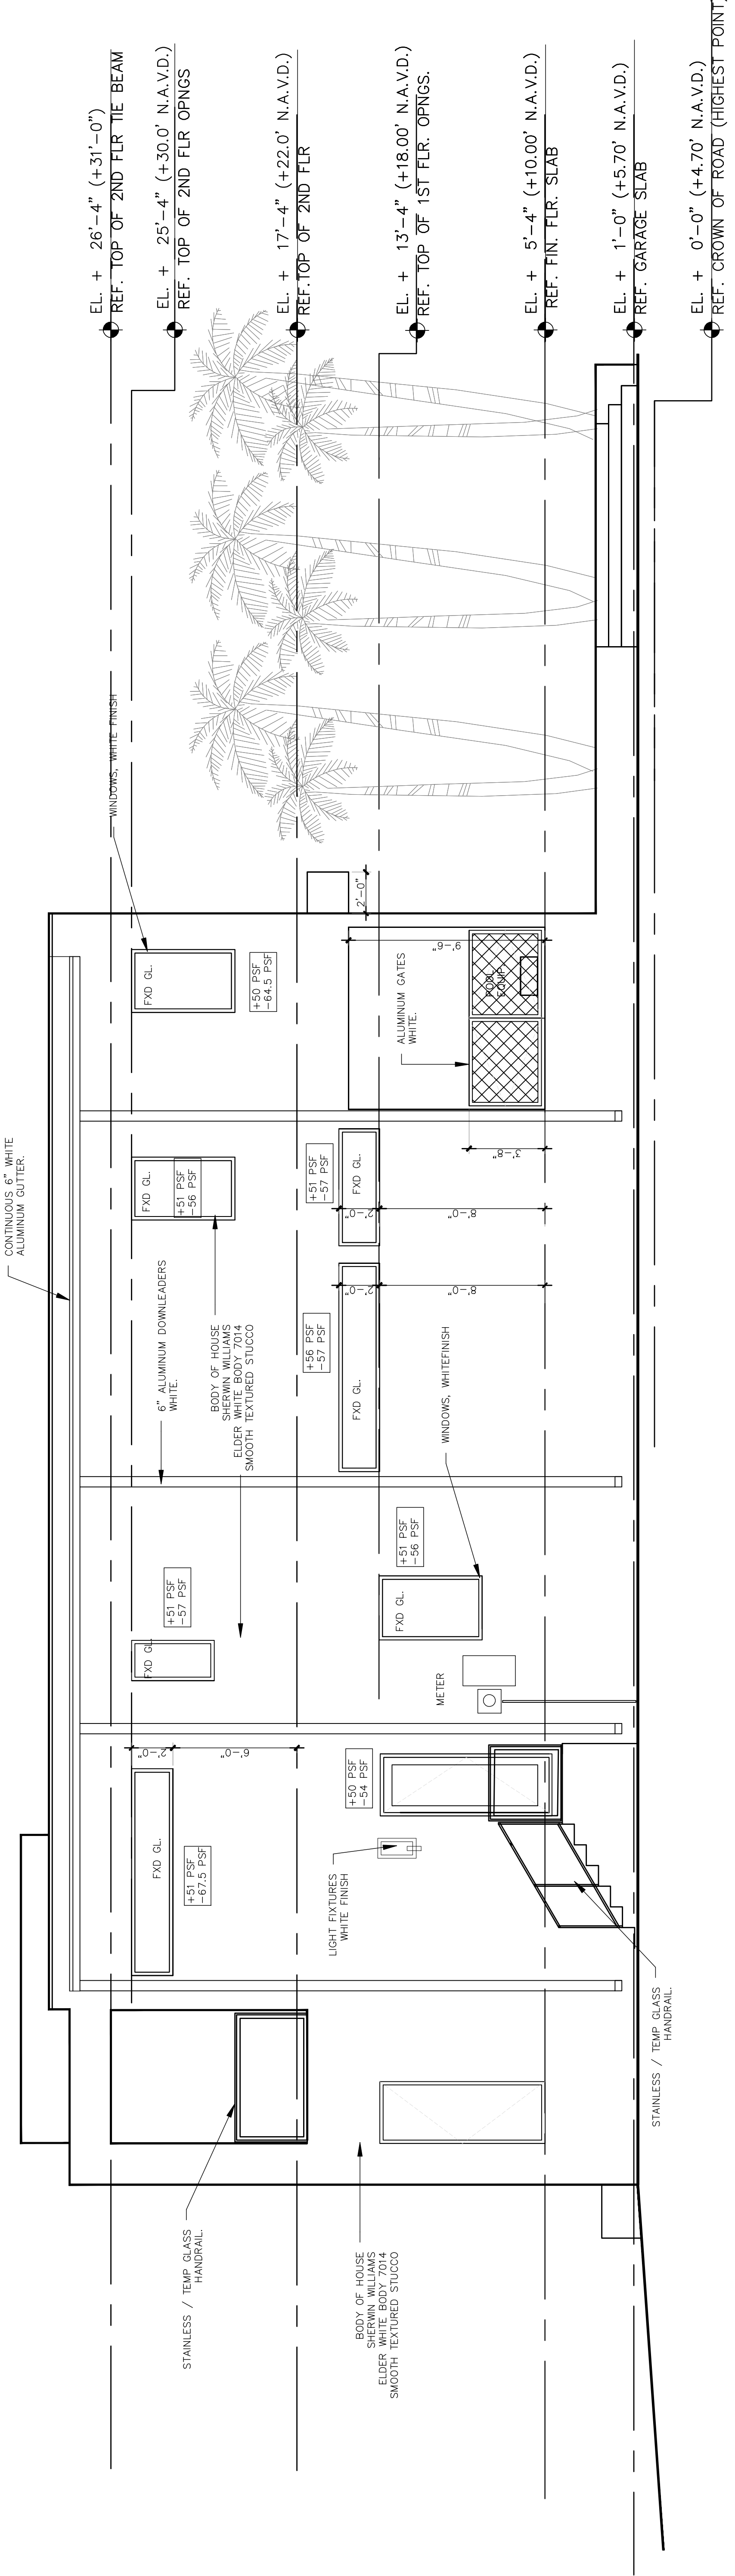 CONTINUOUS 6" WHITE
ALUMINUM GUTTER.
WINDOWS, WHITE FINISH
EL. + 26'-4" (+31'-0")
REF. TOP OF 2ND FLR TIE BEAM
EL. + 25'-4" (+30.0' N.A.V.D.)
REF. TOP OF 2ND FLR OPNGS
EL. + 17'-4" (+22.0' N.A.V.D.)
REF.TOP OF 2ND FLR
EL. + 13'-4" (+18.00' N.A.V.D.)
REF. TOP OF 1ST FLR. OPNGS.
EL. + 5'-4" (+10.00' N.A.V.D.)
REF. FIN. FLR. SLAB
EL. + 1'-0" (+5.70' N.A.V.D.)
REF. GARAGE SLAB
EL. + 0'-0" (+4.70' N.A.V.D.)
REF. CROWN OF ROAD (HIGHEST POINT)
STAINLESS / TEMP GLASS
HANDRAIL.
FXD GL.
+51 PSF
-67.5 PSF
2'-0"
6'-0"
FXD GL.
+51 PSF
-57 PSF
6" ALUMINUM DOWNLEADERS
WHITE.
BODY OF HOUSE
SHERWIN WILLIAMS
ELDER WHITE BODY 7014
SMOOTH TEXTURED STUCCO
FXD GL.
+51 PSF
-56 PSF
FXD GL.
+50 PSF
-64.5 PSF
BODY OF HOUSE
SHERWIN WILLIAMS
ELDER WHITE BODY 7014
SMOOTH TEXTURED STUCCO
LIGHT FIXTURES
WHITE FINISH
+50 PSF
-54 PSF
METER
FXD GL.
+51 PSF
-56 PSF
WINDOWS, WHITEFINISH
FXD GL.
+56 PSF
-57 PSF
2'-0"
8'-0"
FXD GL.
+51 PSF
-57 PSF
2'-0"
8'-0"
3'-8"
ALUMINUM GATES
WHITE.
9'-6"
POOL
EQUIP
2'-0"
STAINLESS / TEMP GLASS
HANDRAIL.